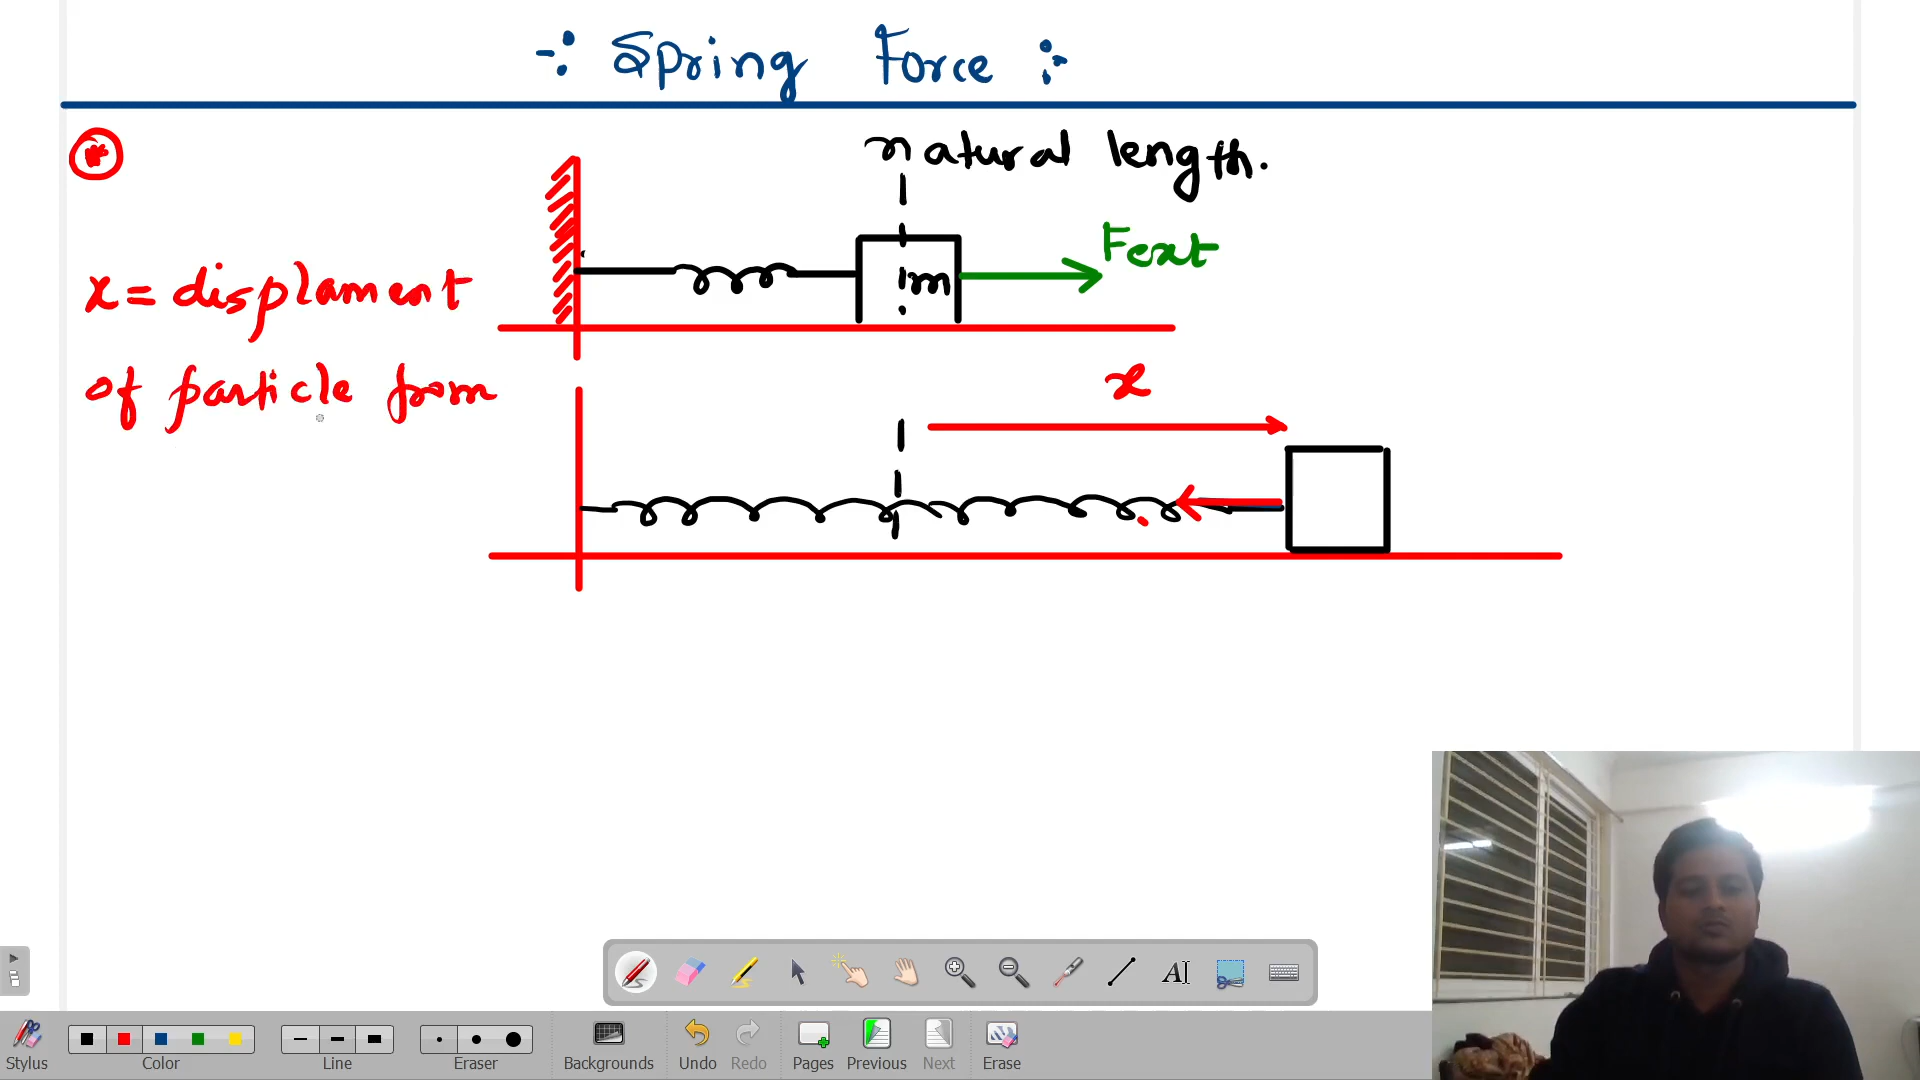 -: Spring Force :-
natural length.
Fext
m
x = displament
of particle from
x
Stylus
Color
Line
Eraser
Backgrounds
Undo
Redo
Pages
Previous
Next
Erase